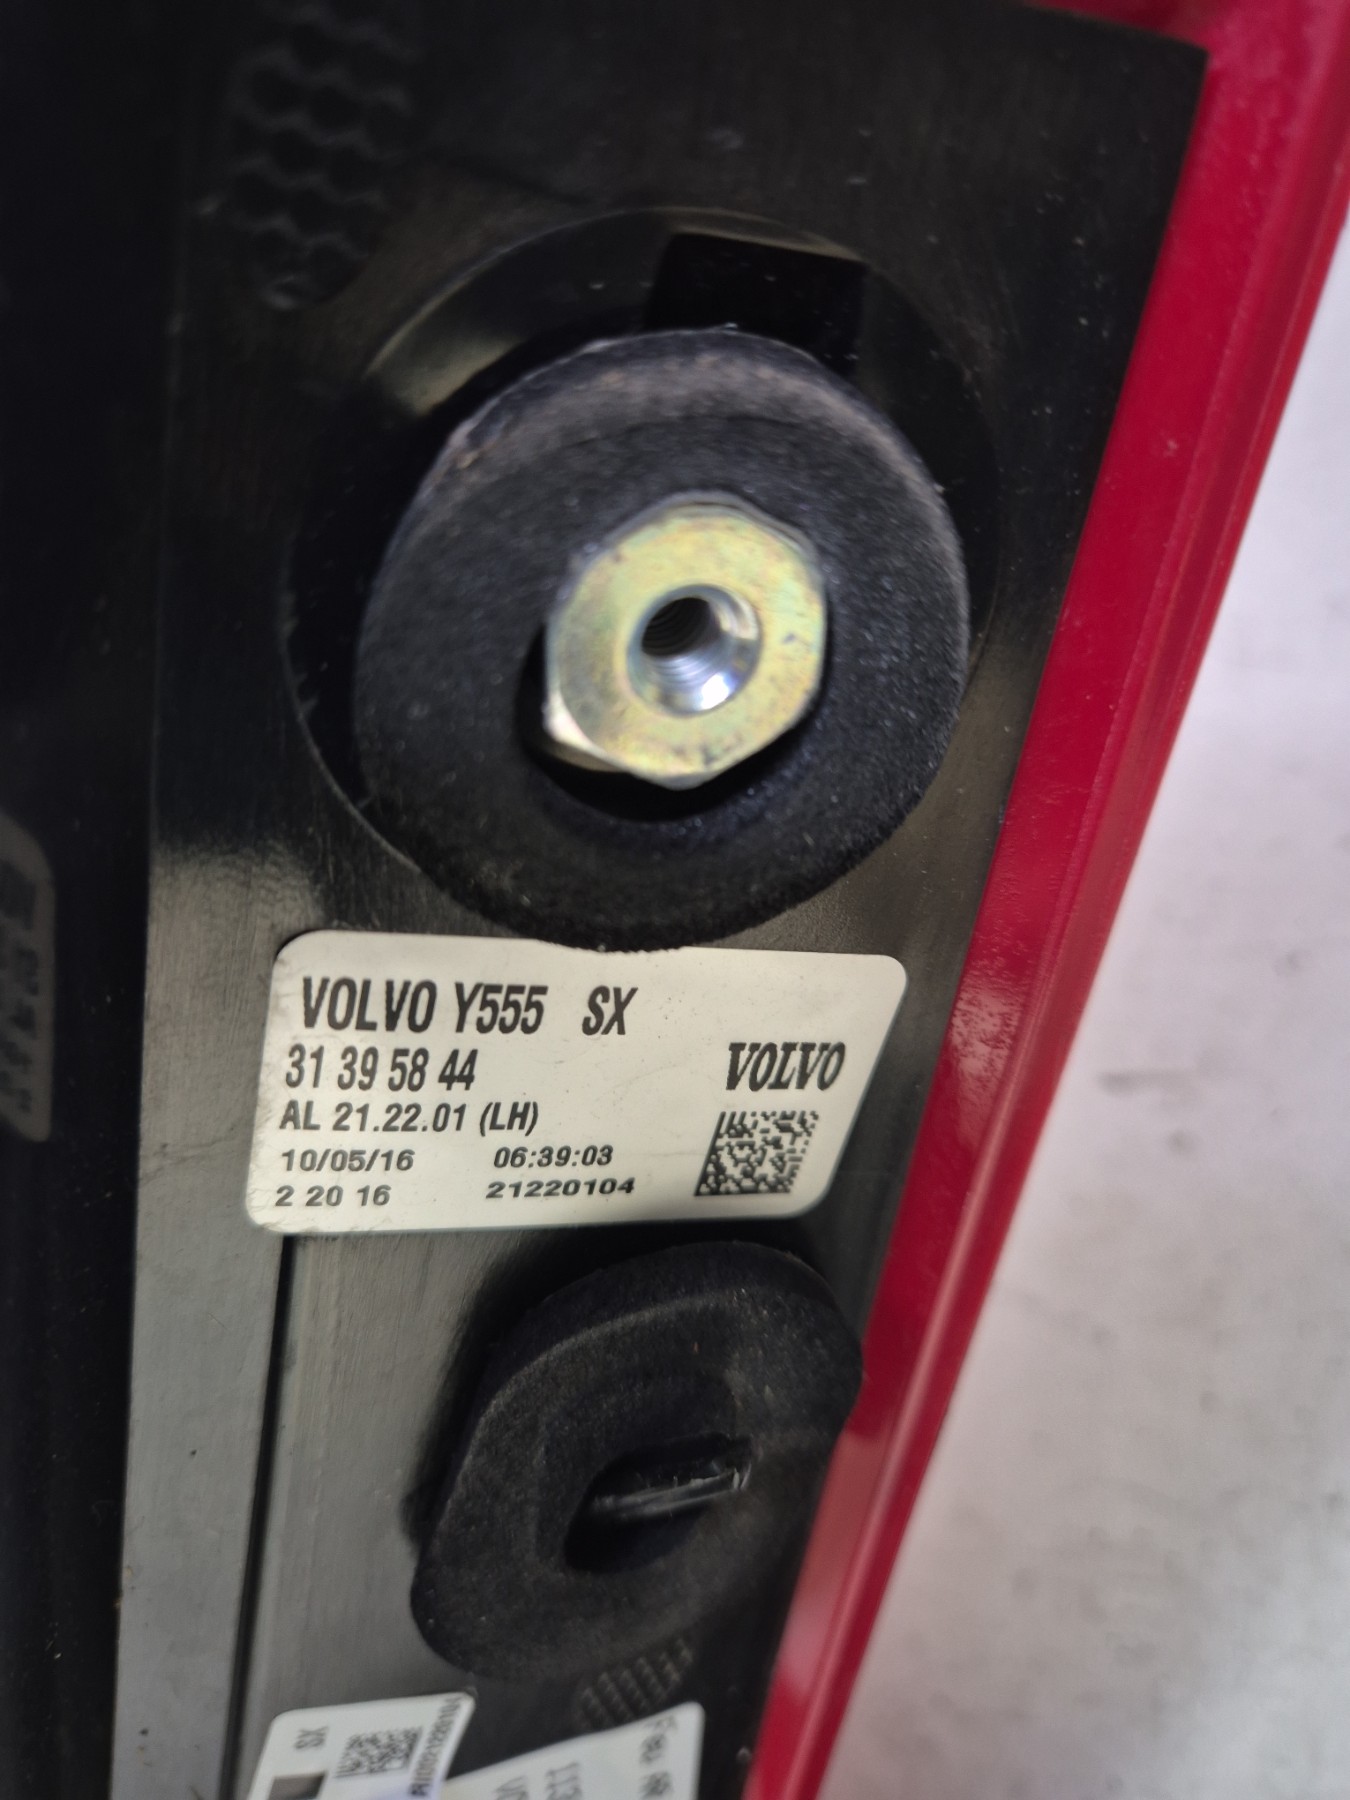 VOLVO Y555 SX
31 39 58 44
VOLVO
AL 21.22.01 (LH)
10/05/16 06:39:03
2 20 16 21220104
SX